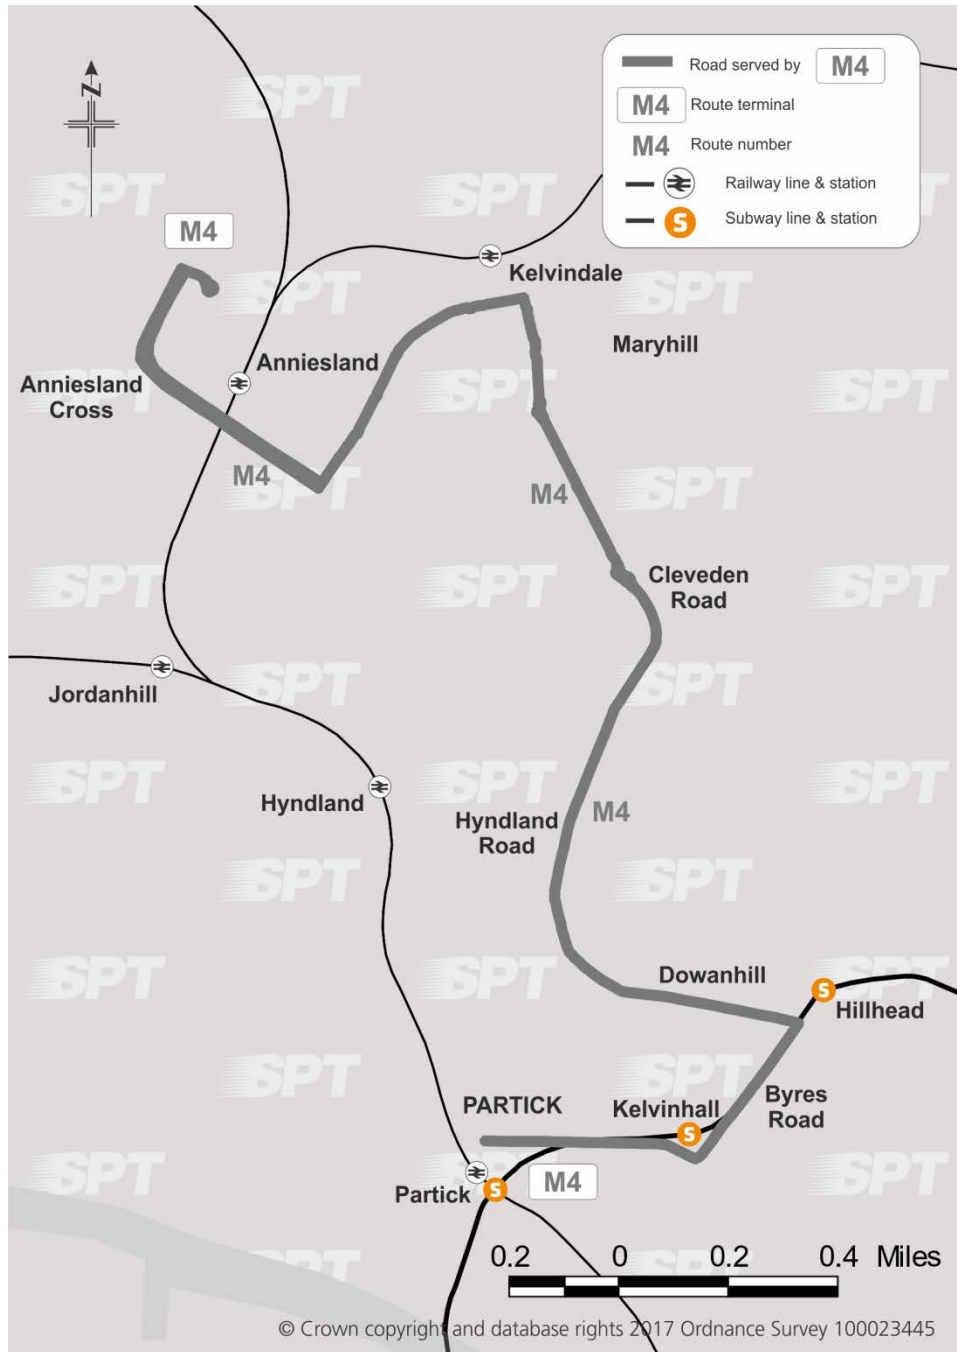 SPT
N
Road served by M4
M4 Route terminal
M4 Route number
Railway line & station
S Subway line & station
M4
Kelvindale
Maryhill
Anniesland
Anniesland
Cross
M4
M4
Cleveden
Road
Jordanhill
Hyndland
Hyndland
Road
M4
Dowanhill
S
Hillhead
Byres
Road
Kelvinhall
S
PARTICK
Partick
S
M4
0.2 0 0.2 0.4 Miles
© Crown copyright and database rights 2017 Ordnance Survey 100023445